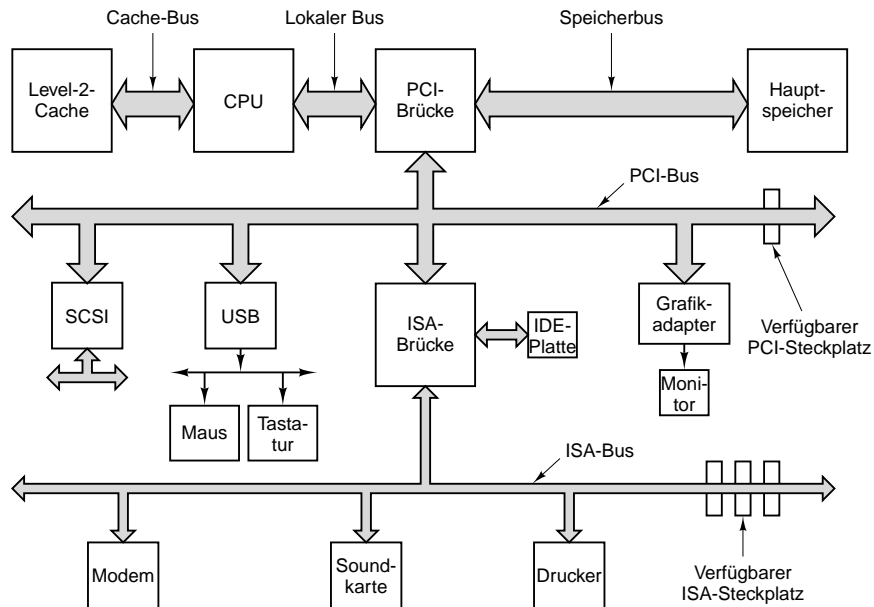 Cache-Bus
Lokaler Bus
Speicherbus
Level-2-
Cache
CPU
PCI-
Brücke
Haupt-
speicher
PCI-Bus
SCSI
USB
ISA-
Brücke
IDE-
Platte
Grafik-
adapter
Verfügbarer
PCI-Steckplatz
Moni-
tor
Maus
Tasta-
tur
ISA-Bus
Modem
Sound-
karte
Drucker
Verfügbarer
ISA-Steckplatz